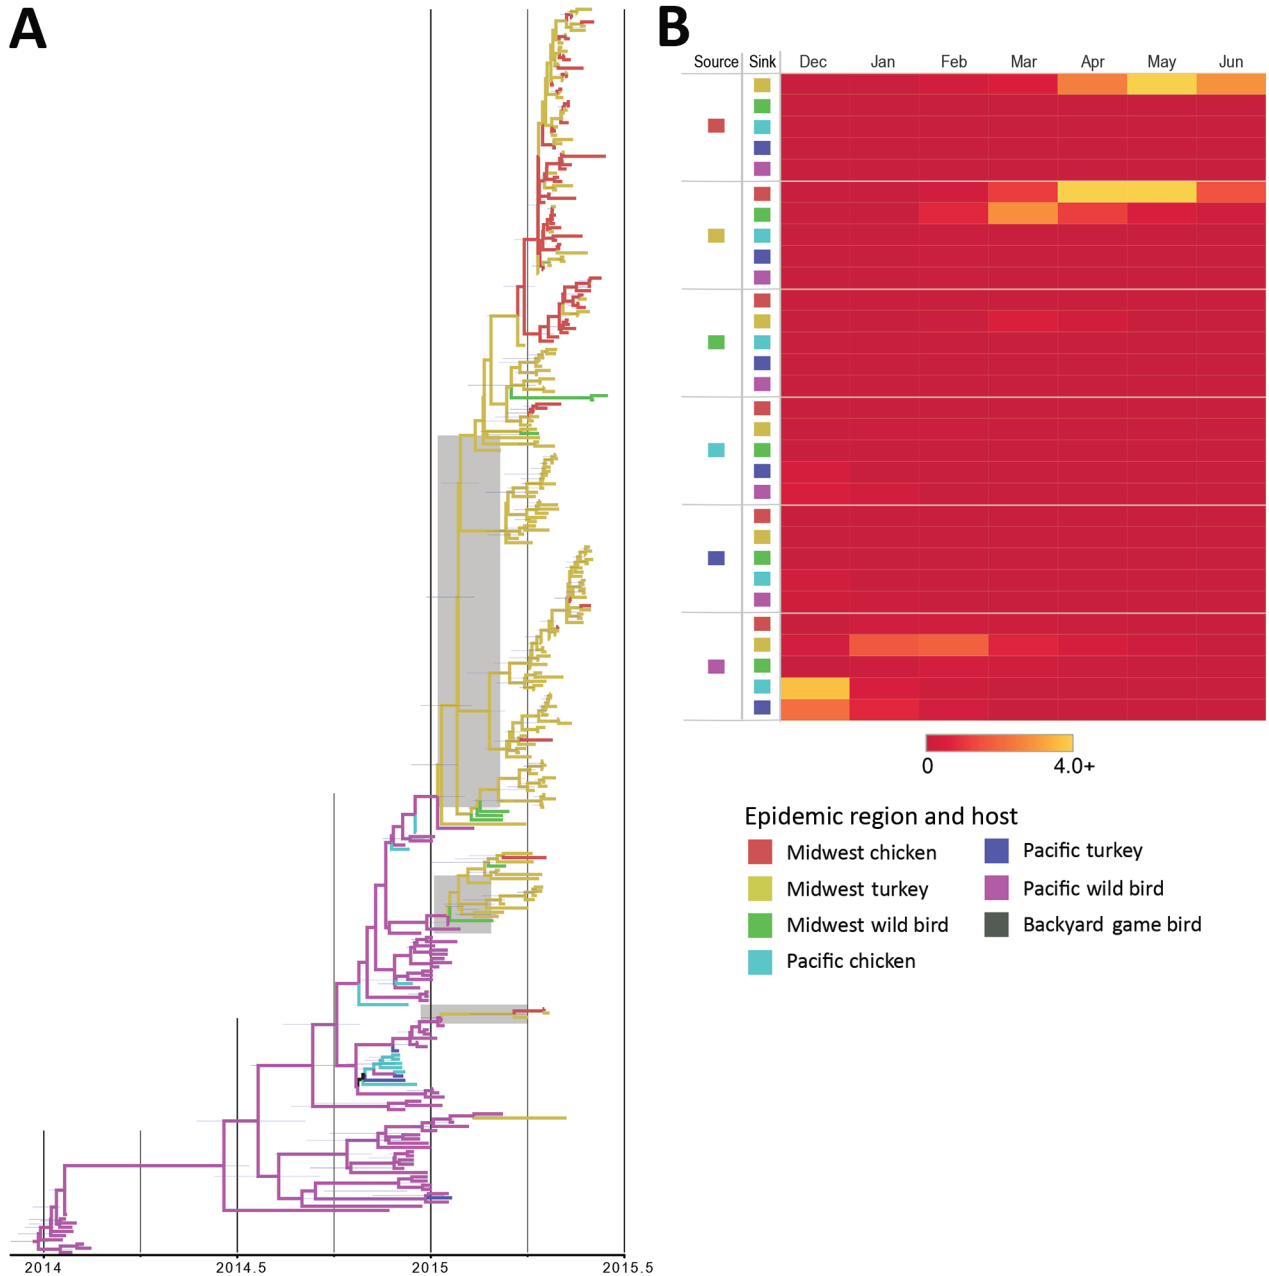 A
B
Source Sink Dec Jan Feb Mar Apr May Jun
0 4.0+
Epidemic region and host
Midwest chicken
Pacific turkey
Midwest turkey
Pacific wild bird
Midwest wild bird
Backyard game bird
Pacific chicken
2014 2014.5 2015 2015.5